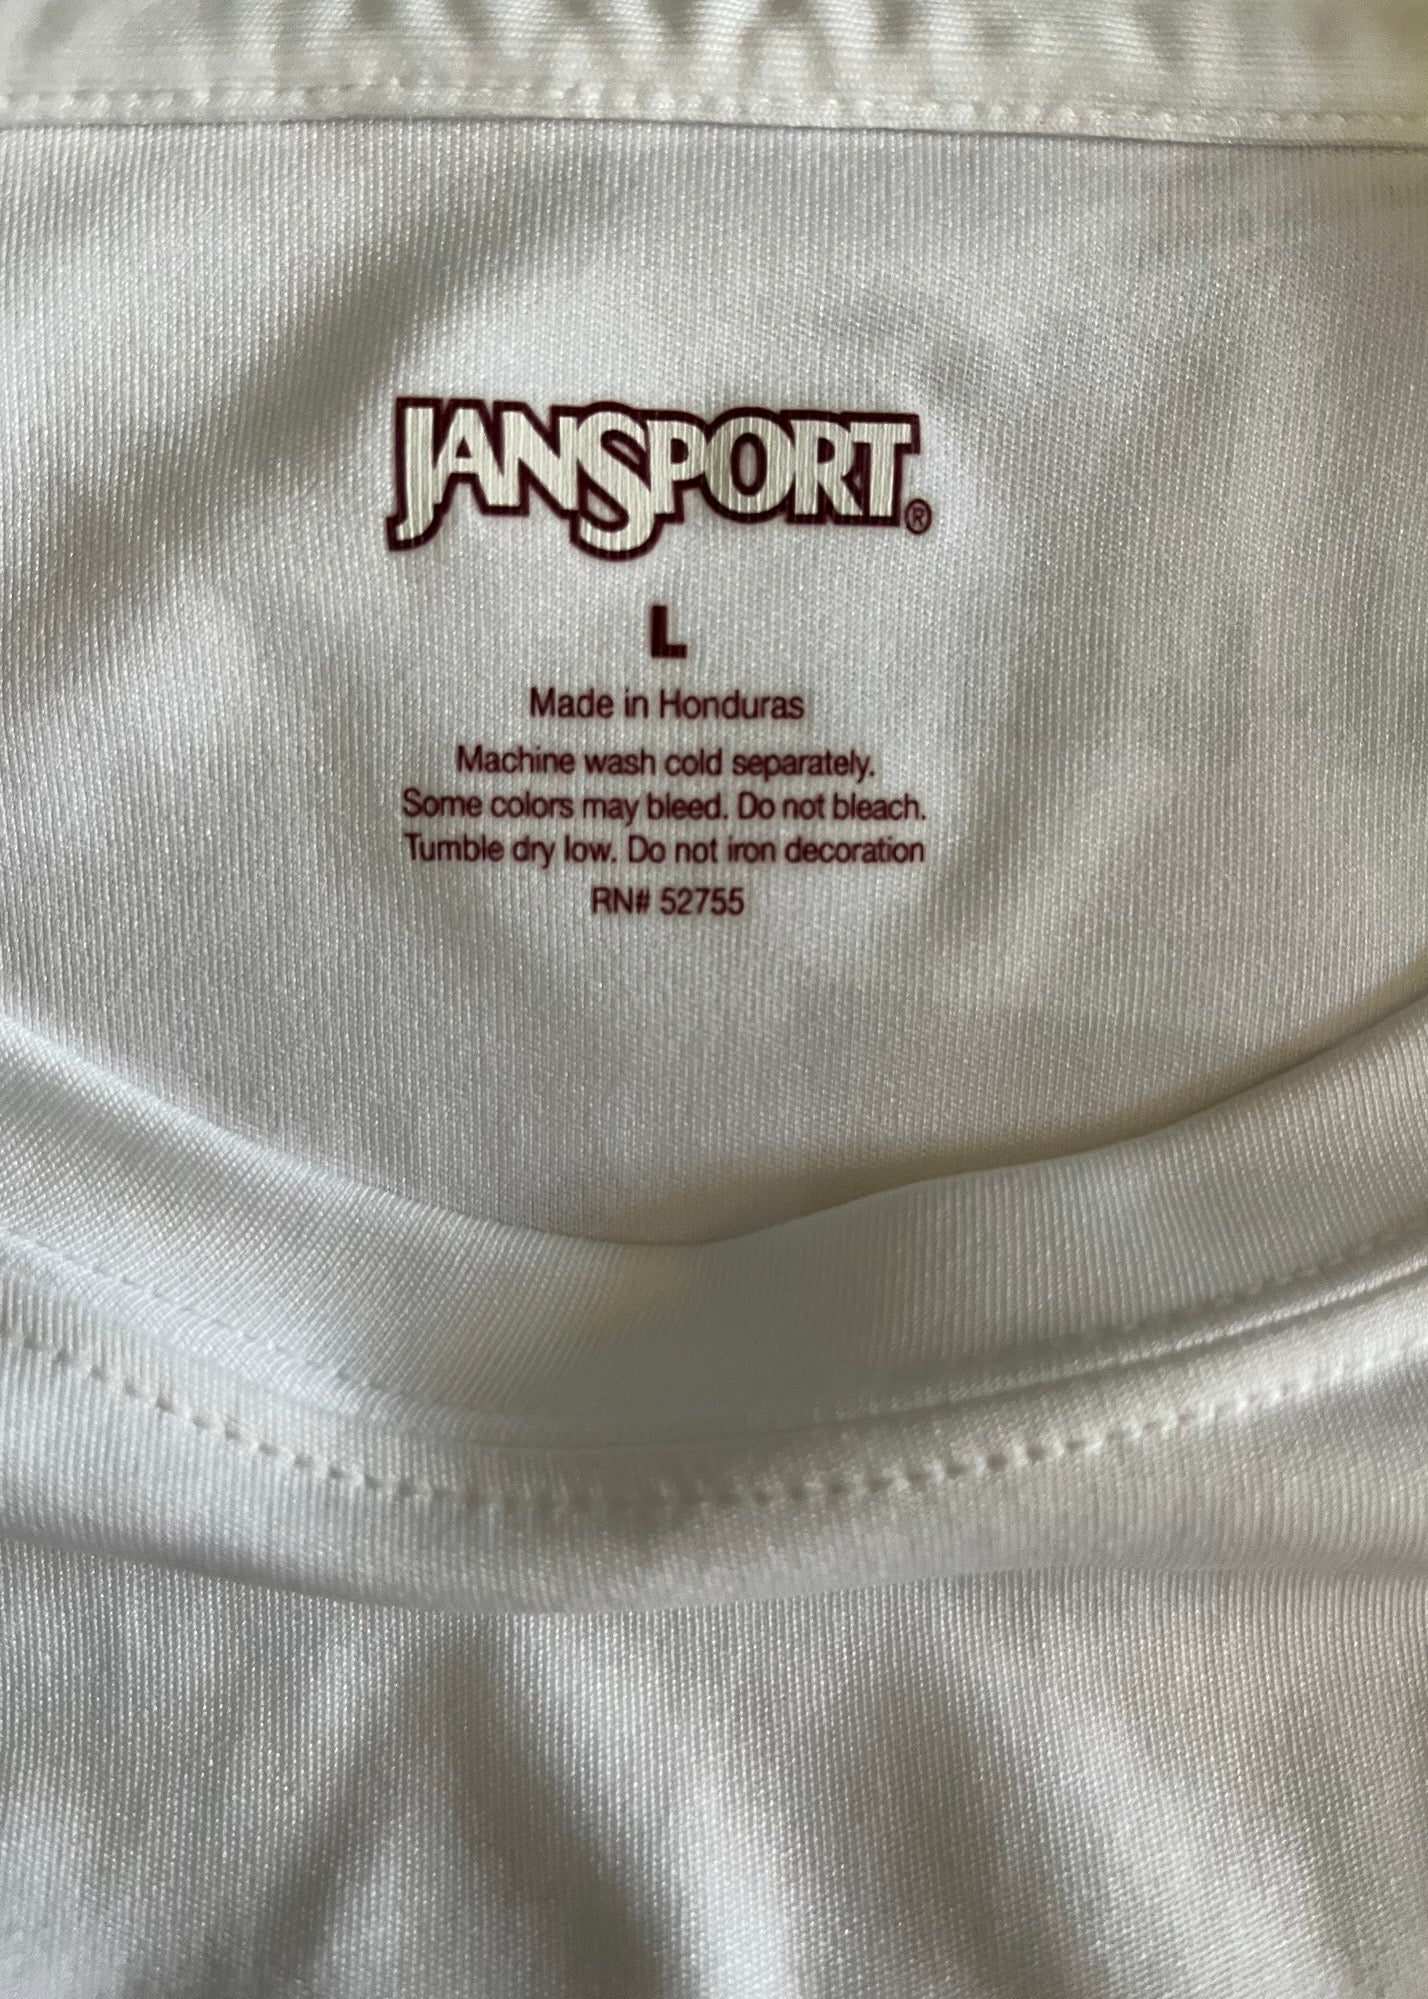 JANSPORT®
L
Made in Honduras
Machine wash cold separately.
Some colors may bleed. Do not bleach.
Tumble dry low. Do not iron decoration
RN# 52755